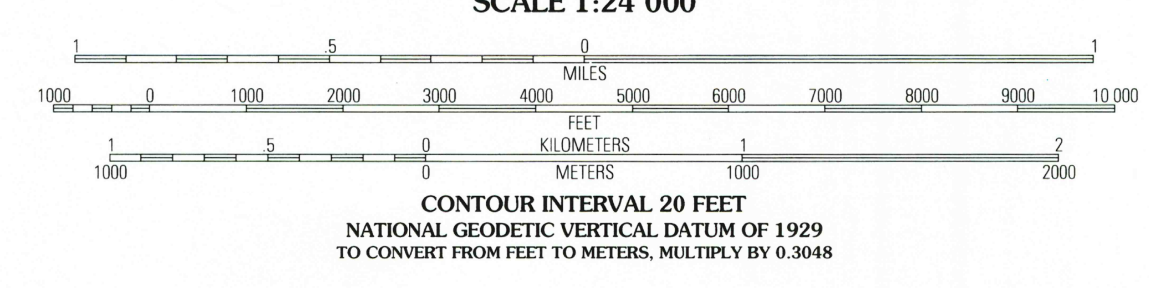 SCALE 1:24 000
1 .5 0 1
MILES
1000 0 1000 2000 3000 4000 5000 6000 7000 8000 9000 10 000
FEET
1 .5 0 KILOMETERS 1 2
1000 0 METERS 1000 2000
CONTOUR INTERVAL 20 FEET
NATIONAL GEODETIC VERTICAL DATUM OF 1929
TO CONVERT FROM FEET TO METERS, MULTIPLY BY 0.3048